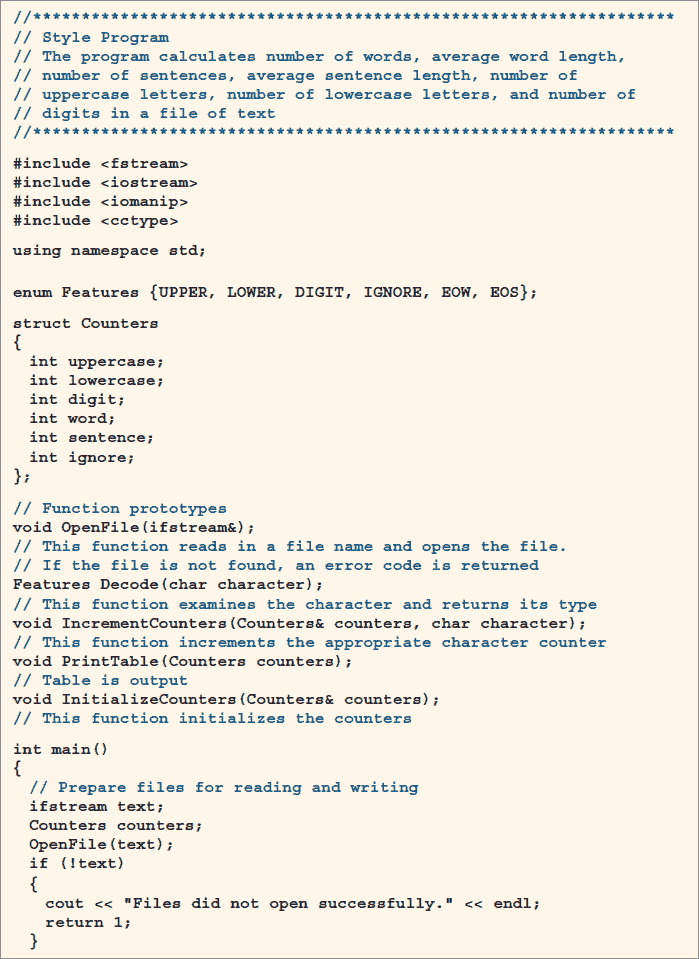 //******************************************************************
// Style Program
// The program calculates number of words, average word length,
// number of sentences, average sentence length, number of
// uppercase letters, number of lowercase letters, and number of
// digits in a file of text
//******************************************************************
#include <fstream>
#include <iostream>
#include <iomanip>
#include <cctype>
using namespace std;
enum Features {UPPER, LOWER, DIGIT, IGNORE, EOW, EOS};
struct Counters
{
  int uppercase;
  int lowercase;
  int digit;
  int word;
  int sentence;
  int ignore;
};
// Function prototypes
void OpenFile(ifstream&);
// This function reads in a file name and opens the file.
// If the file is not found, an error code is returned
Features Decode(char character);
// This function examines the character and returns its type
void IncrementCounters(Counters& counters, char character);
// This function increments the appropriate character counter
void PrintTable(Counters counters);
// Table is output
void InitializeCounters(Counters& counters);
// This function initializes the counters
int main()
{
  // Prepare files for reading and writing
  ifstream text;
  Counters counters;
  OpenFile(text);
  if (!text)
  {
    cout << "Files did not open successfully." << endl;
    return 1;
  }